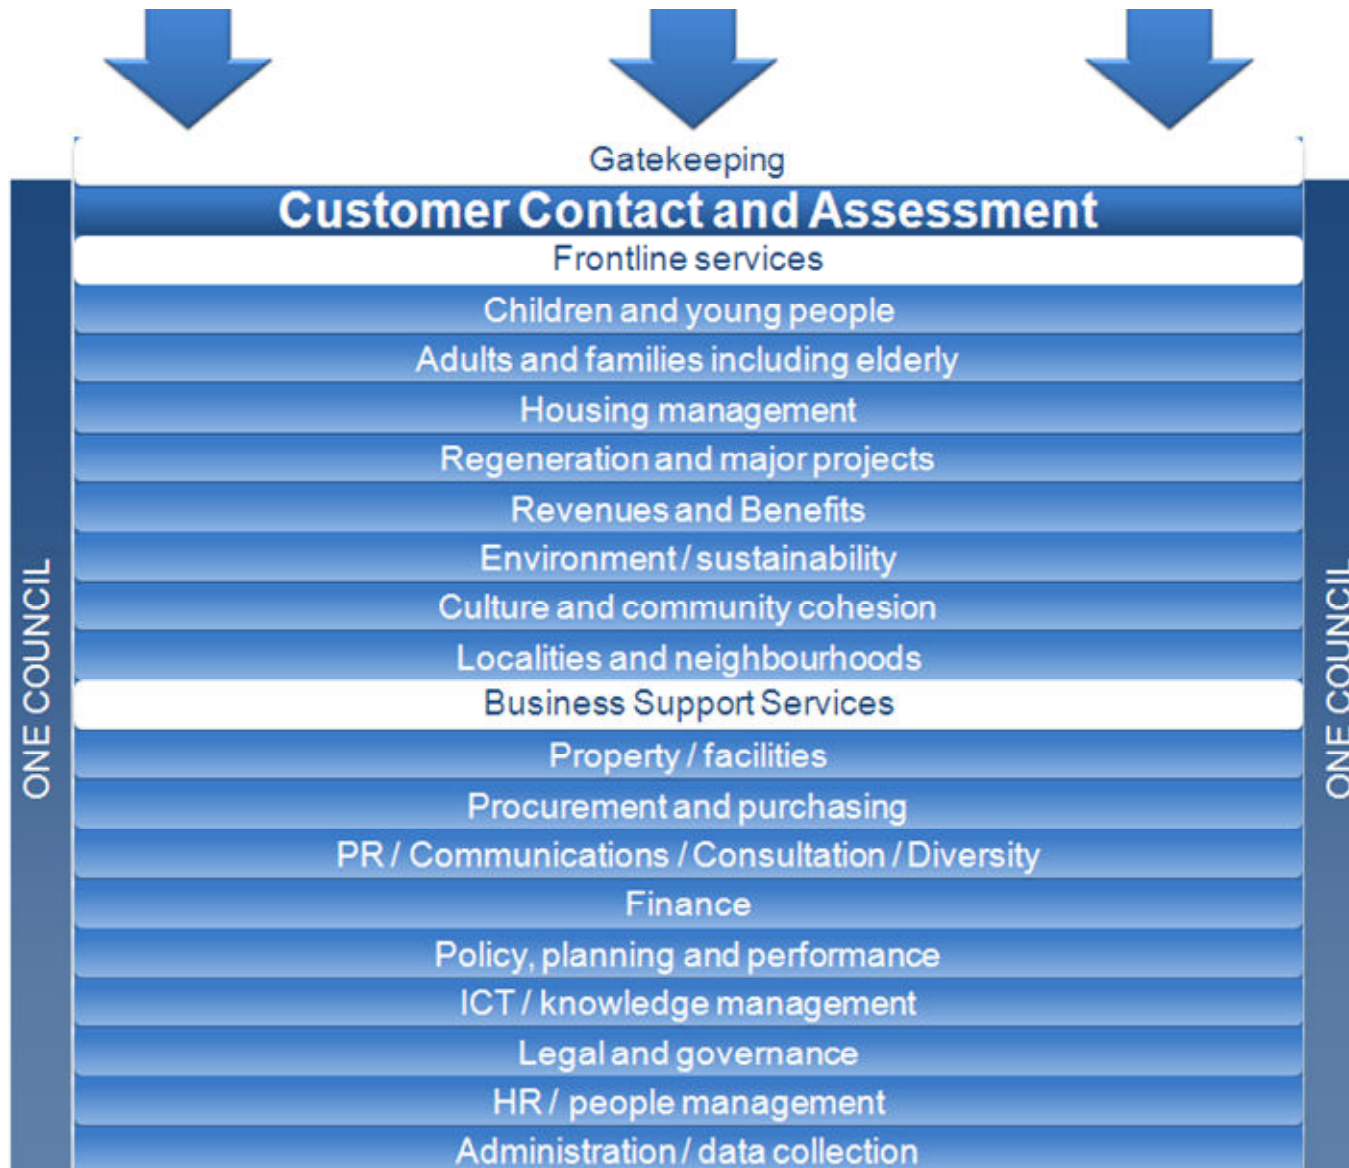 Gatekeeping
Customer Contact and Assessment
Frontline services
Children and young people
Adults and families including elderly
Housing management
Regeneration and major projects
Revenues and Benefits
Environment / sustainability
Culture and community cohesion
Localities and neighbourhoods
Business Support Services
Property / facilities
Procurement and purchasing
PR / Communications / Consultation / Diversity
Finance
Policy, planning and performance
ICT / knowledge management
Legal and governance
HR / people management
Administration / data collection
ONE COUNCIL
ONE COUNCIL